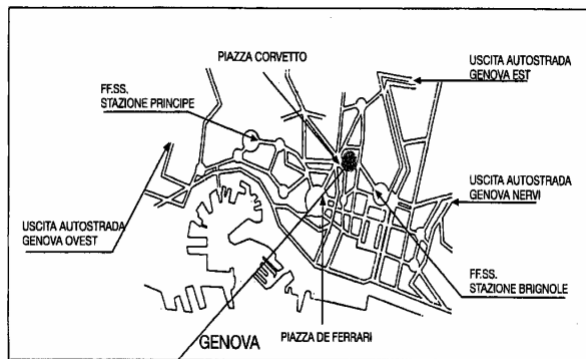 PIAZZA CORVETTO
USCITA AUTOSTRADA
GENOVA EST
FF.SS.
STAZIONE PRINCIPE
USCITA AUTOSTRADA
GENOVA NERVI
USCITA AUTOSTRADA
GENOVA OVEST
FF.SS.
STAZIONE BRIGNOLE
GENOVA
PIAZZA DE FERRARI